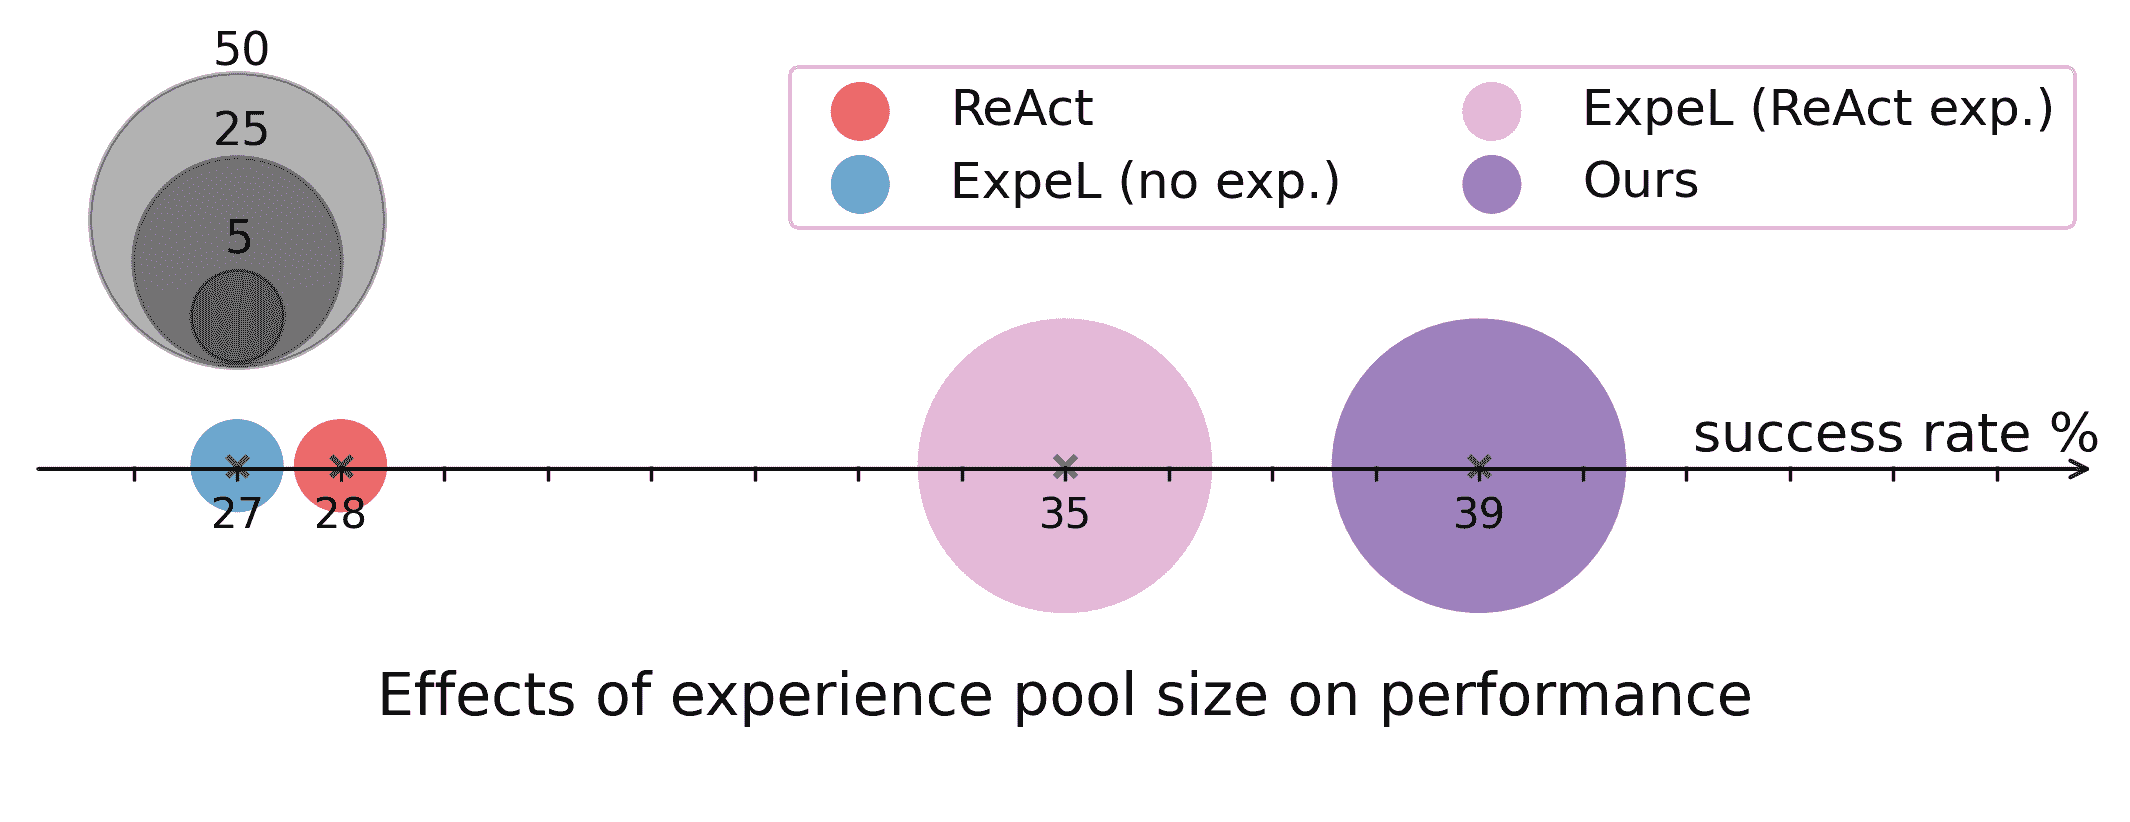 50
25
5
ReAct
ExpeL (no exp.)
ExpeL (ReAct exp.)
Ours
success rate %
27 28 35 39
Effects of experience pool size on performance